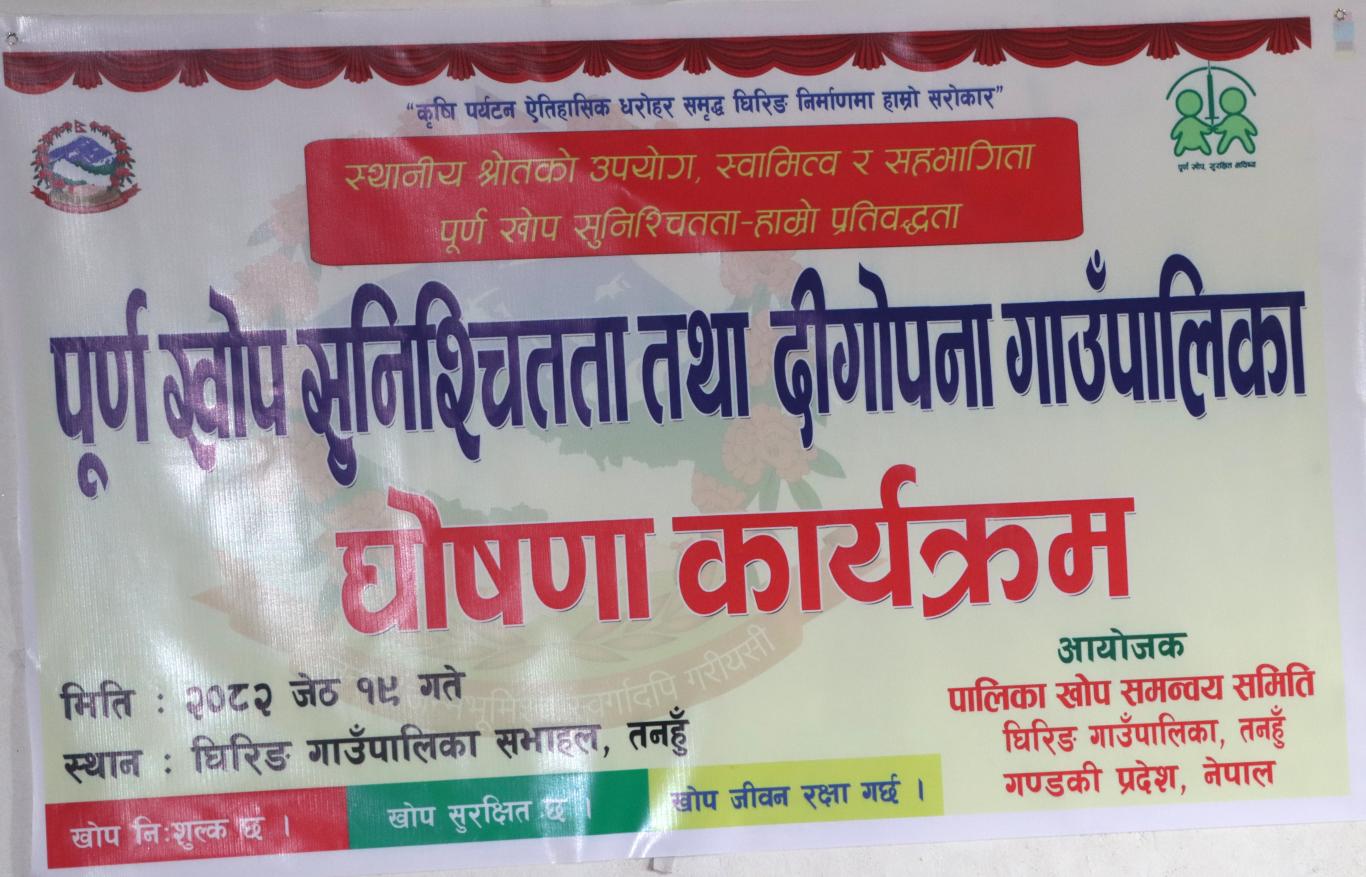 “कृषि पर्यटन ऐतिहासिक धरोहर समृद्ध घिरिङ निर्माणमा हाम्रो सरोकार”
स्थानीय श्रोतको उपयोग, स्वामित्व र सहभागिता
पूर्ण खोप सुनिश्चितता-हाम्रो प्रतिवद्धता
पूर्ण खोप, सुरक्षित भविष्य
पूर्ण खोप सुनिश्चितता तथा दीगोपना गाउँपालिका
घोषणा कार्यक्रम
मिति : २०८२ जेठ १९ गते
स्थान : घिरिङ गाउँपालिका सभाहल, तनहुँ
आयोजक
पालिका खोप समन्वय समिति
घिरिङ गाउँपालिका, तनहुँ
गण्डकी प्रदेश, नेपाल
खोप नि:शुल्क छ ।
खोप सुरक्षित छ ।
खोप जीवन रक्षा गर्छ ।